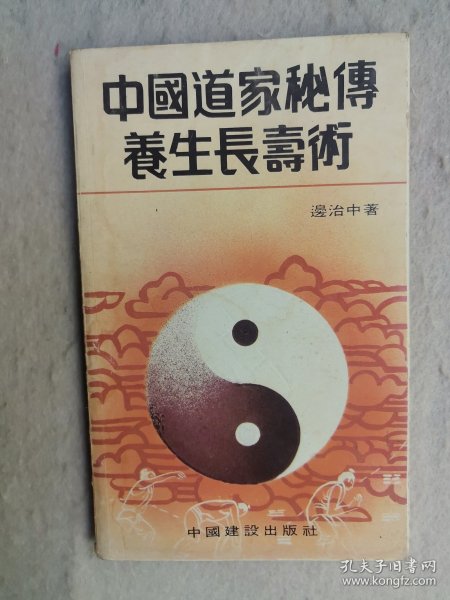 中國道家秘傳
養生長壽術
邊治中著
中國建設出版社
孔夫子旧书网
www.kongfz.com